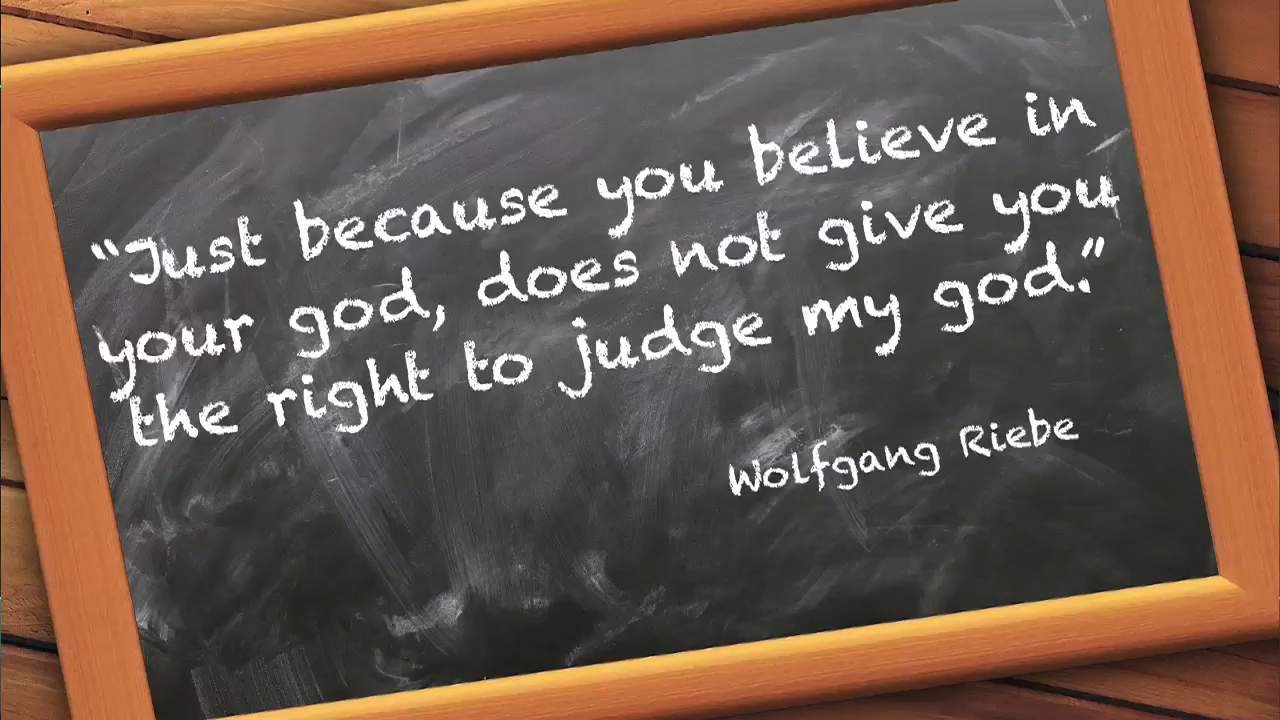 “Just because you believe in
your god, does not give you
the right to judge my god.”
Wolfgang Riebe